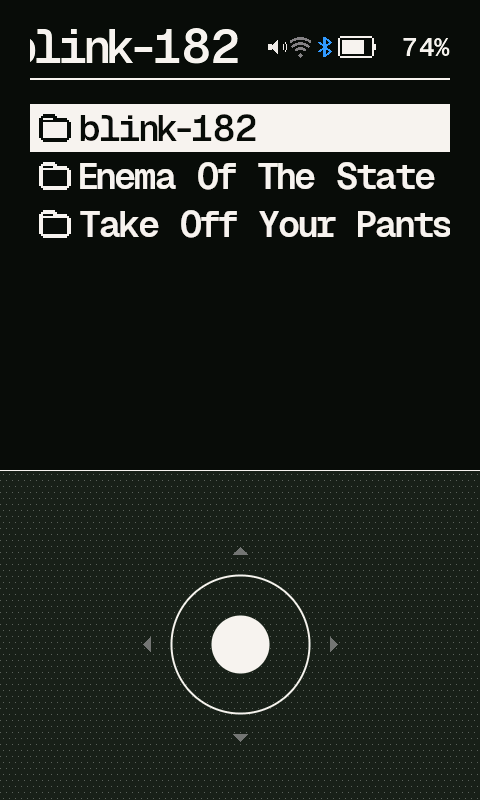 blink-182 74%
blink-182
Enema Of The State
Take Off Your Pants